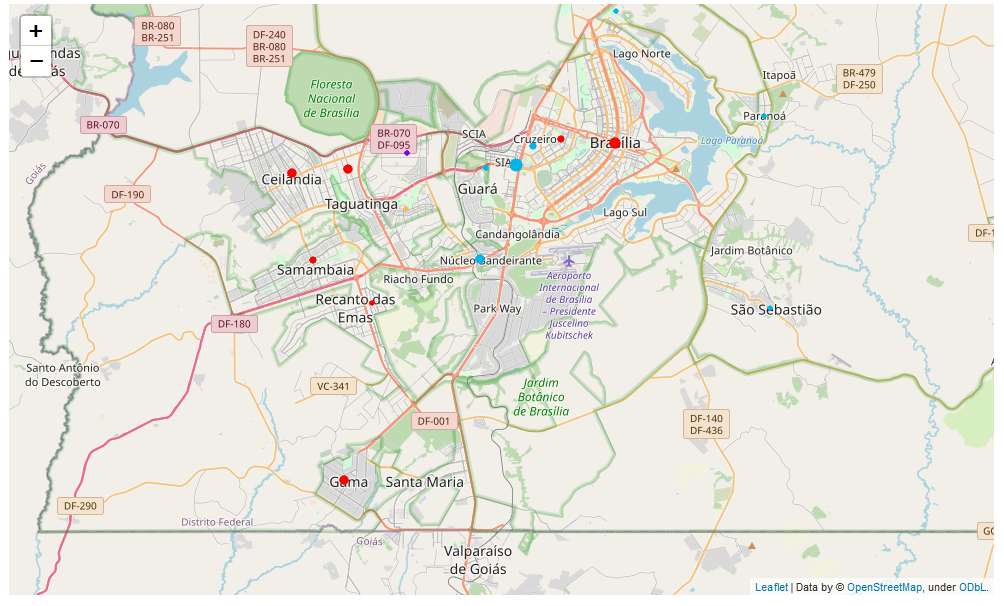 +
−
BR-080
BR-251
DF-240
BR-080
BR-251
Lago Norte
de
Itapoã
BR-479
DF-250
Floresta
Nacional
de Brasília
Paranoá
BR-070
BR-070
DF-095
SCIA
Cruzeiro
Brasília
Lago Paranoá
SIA
Goiás
Ceilândia
Guará
DF-190
Taguatinga
Lago Sul
Candangolândia
DF-1
Jardim Botânico
Núcleo Bandeirante
Samambaia
Riacho Fundo
Aeroporto
Internacional
de Brasília
– Presidente
Juscelino
Kubitschek
Recanto das
Emas
Park Way
São Sebastião
DF-180
Santo Antônio
do Descoberto
VC-341
Jardim
Botânico
de Brasília
DF-001
DF-140
DF-436
Gama
Santa Maria
DF-290
Distrito Federal
Goiás
GO
Valparaíso
de Goiás
Leaflet | Data by © OpenStreetMap, under ODbL.